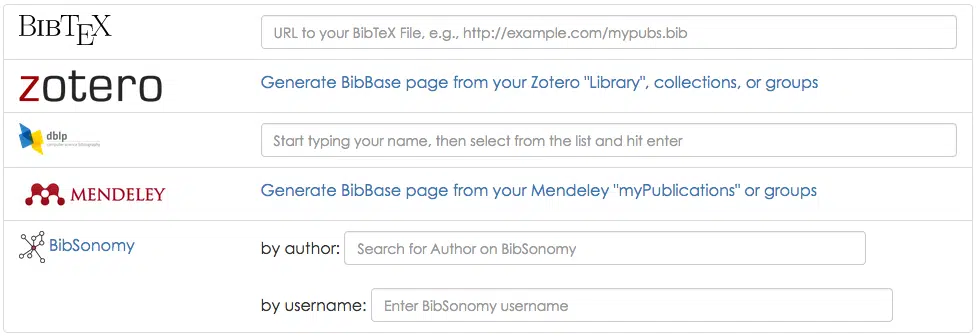 BIBTEX
URL to your BibTeX File, e.g., http://example.com/mypubs.bib
zotero
Generate BibBase page from your Zotero "Library", collections, or groups
dblp
computer science bibliography
Start typing your name, then select from the list and hit enter
MENDELEY
Generate BibBase page from your Mendeley "myPublications" or groups
BibSonomy
by author: Search for Author on BibSonomy
by username: Enter BibSonomy username